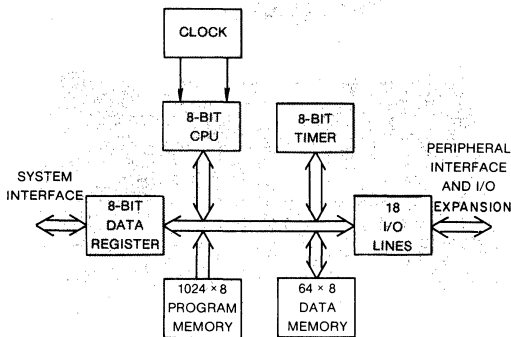 CLOCK
8-BIT
CPU
8-BIT
TIMER
SYSTEM
INTERFACE
8-BIT
DATA
REGISTER
18
I/O
LINES
PERIPHERAL
INTERFACE
AND I/O
EXPANSION
1024 × 8
PROGRAM
MEMORY
64 × 8
DATA
MEMORY